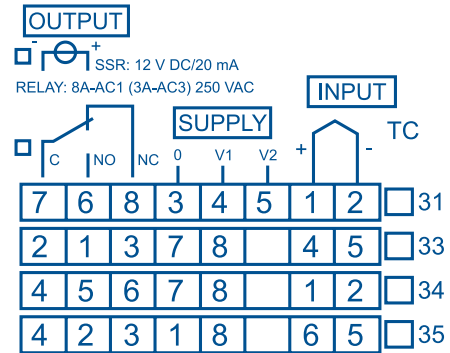 OUTPUT
- +
SSR: 12 V DC/20 mA
RELAY: 8A-AC1 (3A-AC3) 250 VAC
INPUT
SUPPLY
TC
C NO NC 0 V1 V2 + -
7 6 8 3 4 5 1 2 31
2 1 3 7 8 4 5 33
4 5 6 7 8 1 2 34
4 2 3 1 8 6 5 35